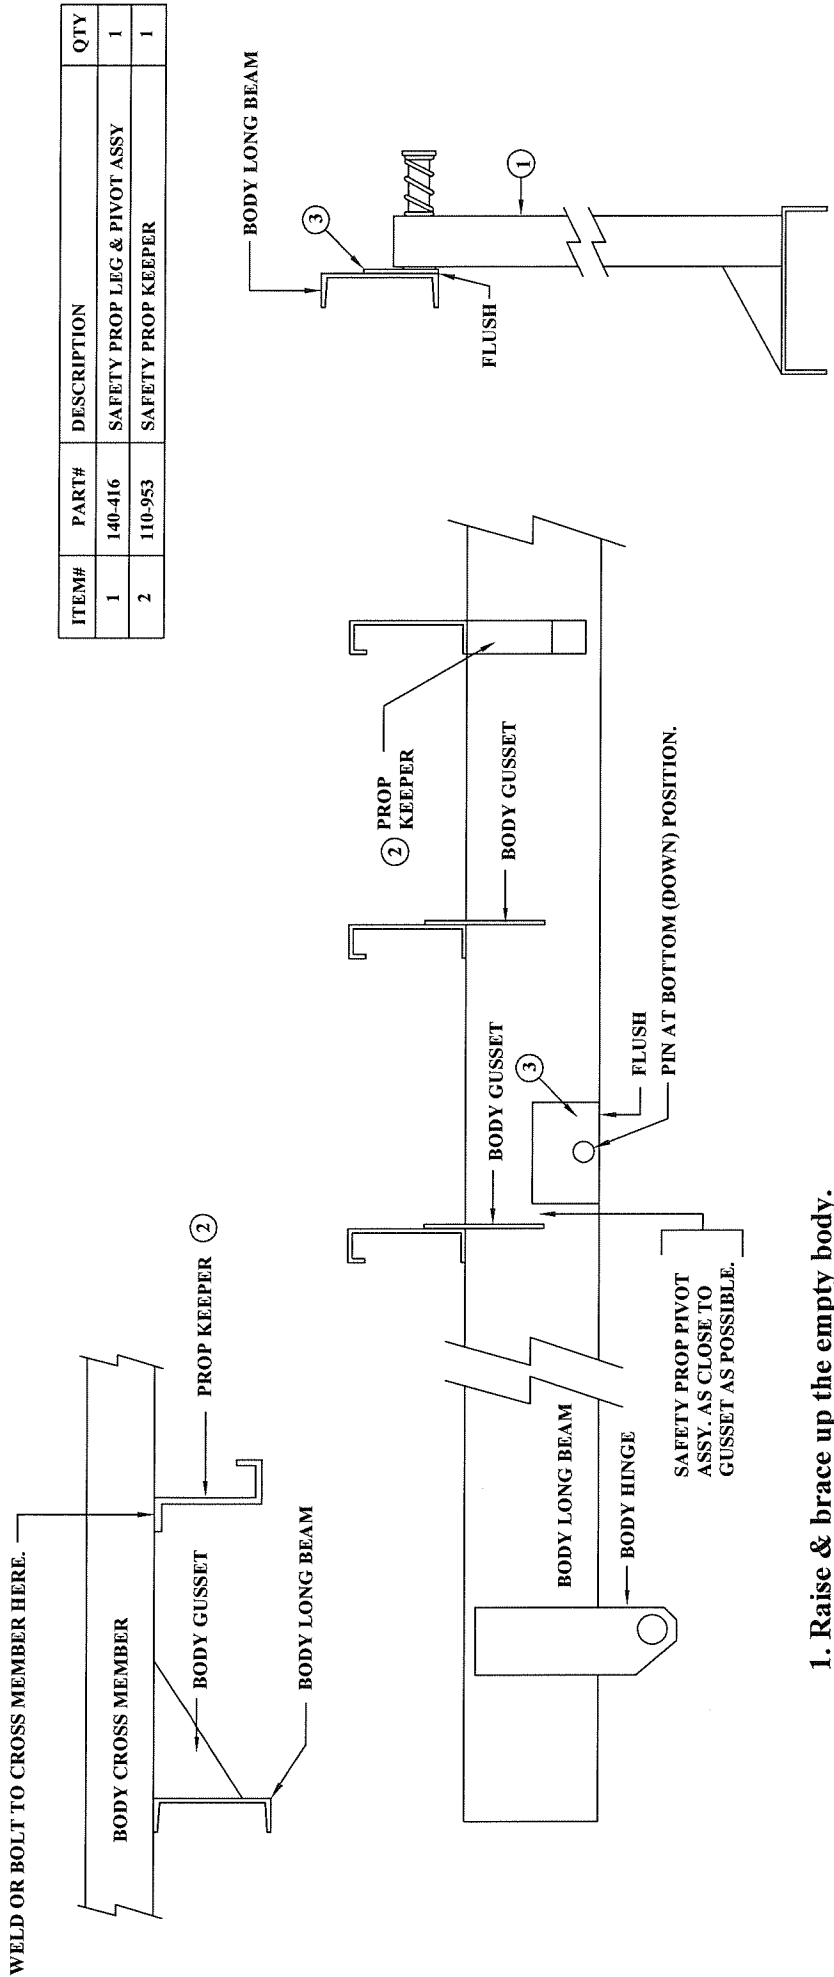 ITEM# PART# DESCRIPTION QTY
1 140-416 SAFETY PROP LEG & PIVOT ASSY 1
2 110-953 SAFETY PROP KEEPER 1
WELD OR BOLT TO CROSS MEMBER HERE.
BODY CROSS MEMBER
BODY GUSSET
PROP KEEPER 2
BODY LONG BEAM
BODY LONG BEAM
3
1
FLUSH
2 PROP
KEEPER
BODY GUSSET
BODY GUSSET
3
FLUSH
PIN AT BOTTOM (DOWN) POSITION.
SAFETY PROP PIVOT
ASSY. AS CLOSE TO
GUSSET AS POSSIBLE.
BODY LONG BEAM
BODY HINGE
1. Raise & brace up the empty body.